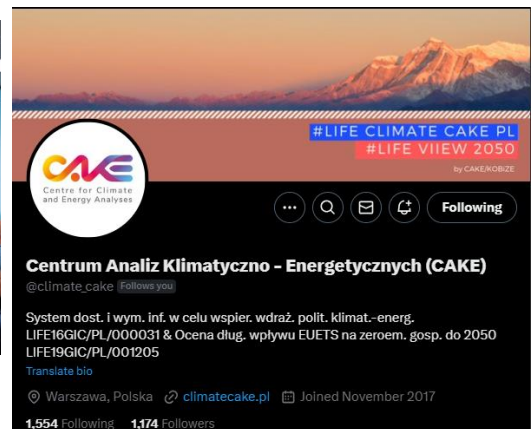 #LIFE CLIMATE CAKE PL
#LIFE VIIEW 2050
by CAKE/KOBIZE
CAKE
Centre for Climate
and Energy Analyses
Following
Centrum Analiz Klimatyczno - Energetycznych (CAKE)
@climate_cake Follows you
System dost. i wym. inf. w celu wspier. wdraż. polit. klimat.-energ.
LIFE16GIC/PL/000031 & Ocena dług. wpływu EUETS na zeroem. gosp. do 2050
LIFE19GIC/PL/001205
Translate bio
Warszawa, Polska climatecake.pl Joined November 2017
1,554 Following 1,174 Followers